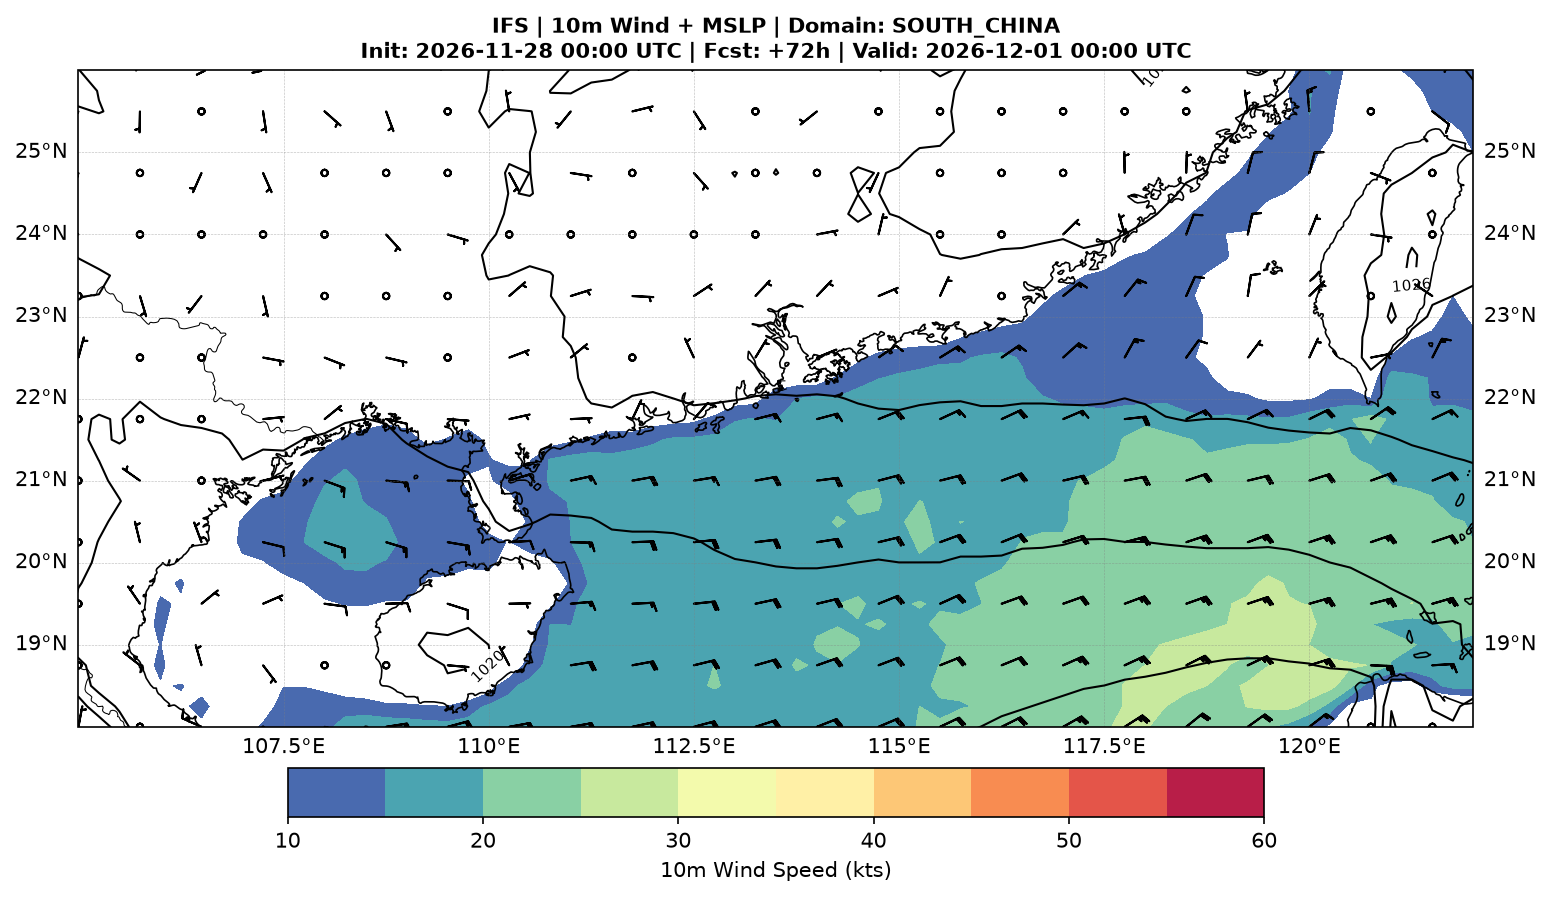 IFS | 10m Wind + MSLP | Domain: SOUTH_CHINA
Init: 2026-11-28 00:00 UTC | Fcst: +72h | Valid: 2026-12-01 00:00 UTC
25°N 25°N
24°N 24°N
1026
23°N 23°N
22°N 22°N
21°N 21°N
20°N 20°N
19°N 19°N
1020
107.5°E 110°E 112.5°E 115°E 117.5°E 120°E
10 20 30 40 50 60
10m Wind Speed (kts)